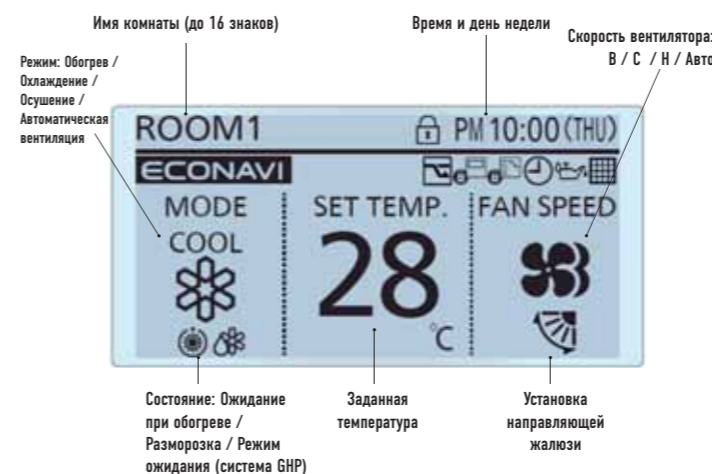 Имя комнаты (до 16 знаков)
Время и день недели
Скорость вентилятора:
В / С / Н / Авто
Режим: Обогрев /
Охлаждение /
Осушение /
Автоматическая
вентиляция
ROOM1 PM 10:00 (THU)
ECONAVI
MODE SET TEMP. FAN SPEED
COOL
28
°C
Состояние: Ожидание
при обогреве /
Разморозка / Режим
ожидания (система GHP)
Заданная
температура
Установка
направляющей
жалюзи